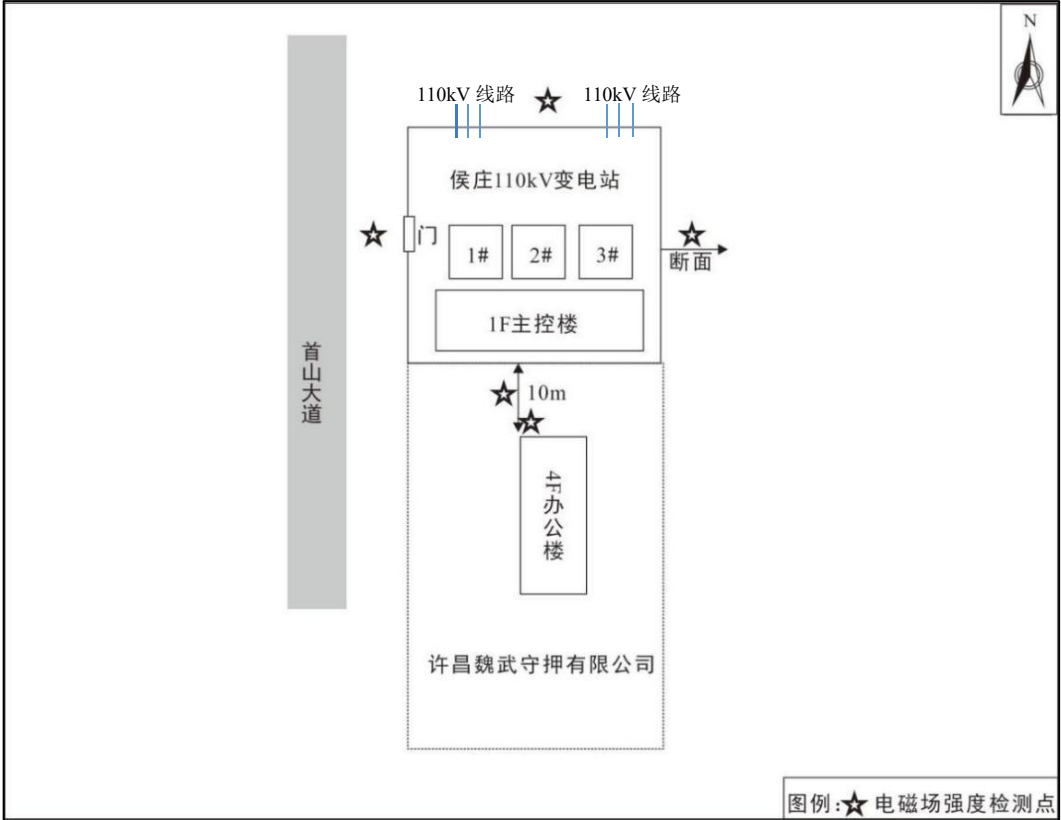 N
110kV 线路
110kV 线路
侯庄110kV变电站
门
1#
2#
3#
断面
1F主控楼
首山大道
10m
4F办公楼
许昌魏武守押有限公司
图例:☆电磁场强度检测点